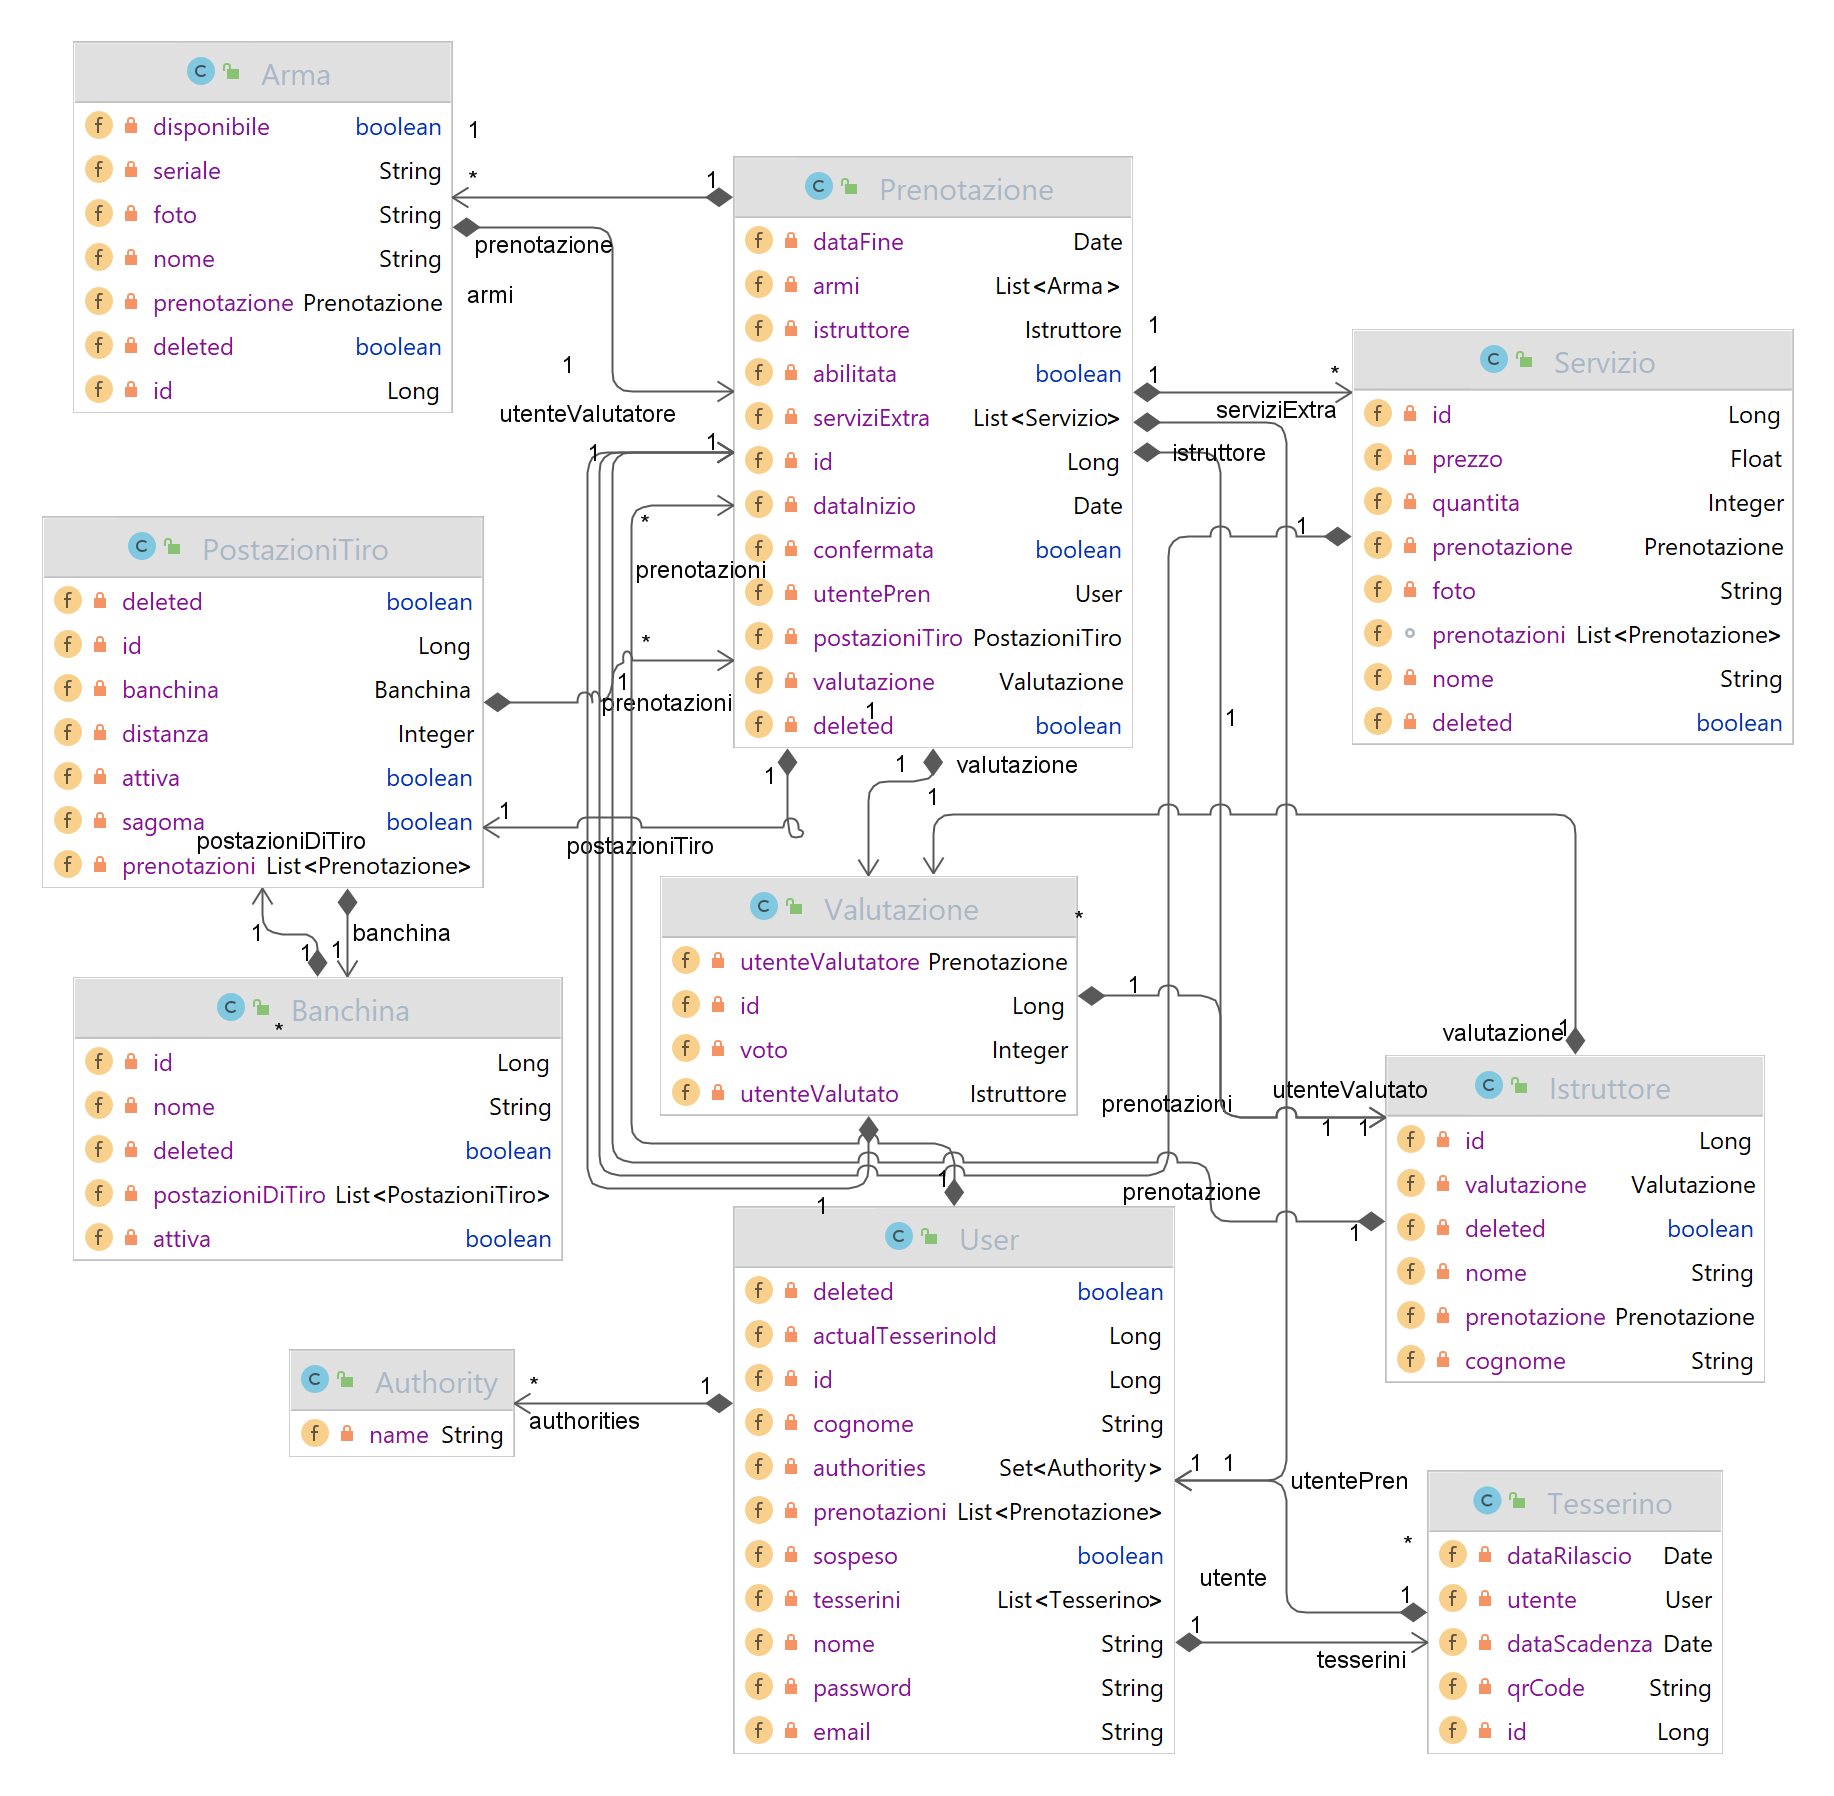 Arma
disponibile boolean
seriale String
foto String
nome String
prenotazione Prenotazione
deleted boolean
id Long
1
*
1
prenotazione
armi
1
utenteValutatore
1
1
Prenotazione
dataFine Date
armi List<Arma>
istruttore Istruttore
abilitata boolean
serviziExtra List<Servizio>
id Long
dataInizio Date
confermata boolean
utentePren User
postazioniTiro PostazioniTiro
valutazione Valutazione
deleted boolean
1
1
1
*
serviziExtra
istruttore
1
Servizio
id Long
prezzo Float
quantita Integer
prenotazione Prenotazione
foto String
prenotazioni List<Prenotazione>
nome String
deleted boolean
*
prenotazioni
*
1
prenotazioni
1
PostazioniTiro
deleted boolean
id Long
banchina Banchina
distanza Integer
attiva boolean
sagoma boolean
postazioniDiTiro
prenotazioni List<Prenotazione>
1
1
valutazione
1
1
postazioniTiro
1
1
1
banchina
Banchina
*
id Long
nome String
deleted boolean
postazioniDiTiro List<PostazioniTiro>
attiva boolean
Valutazione
*
utenteValutatore Prenotazione
id Long
voto Integer
utenteValutato Istruttore
1
valutazione
1
prenotazioni
utenteValutato
1
1
prenotazione
1
1
1
Istruttore
id Long
valutazione Valutazione
deleted boolean
nome String
prenotazione Prenotazione
cognome String
User
deleted boolean
actualTesserinoId Long
id Long
cognome String
authorities Set<Authority>
prenotazioni List<Prenotazione>
sospeso boolean
tesserini List<Tesserino>
nome String
password String
email String
Authority
name String
*
1
authorities
1
1
utentePren
*
utente
1
1
tesserini
Tesserino
dataRilascio Date
utente User
dataScadenza Date
qrCode String
id Long